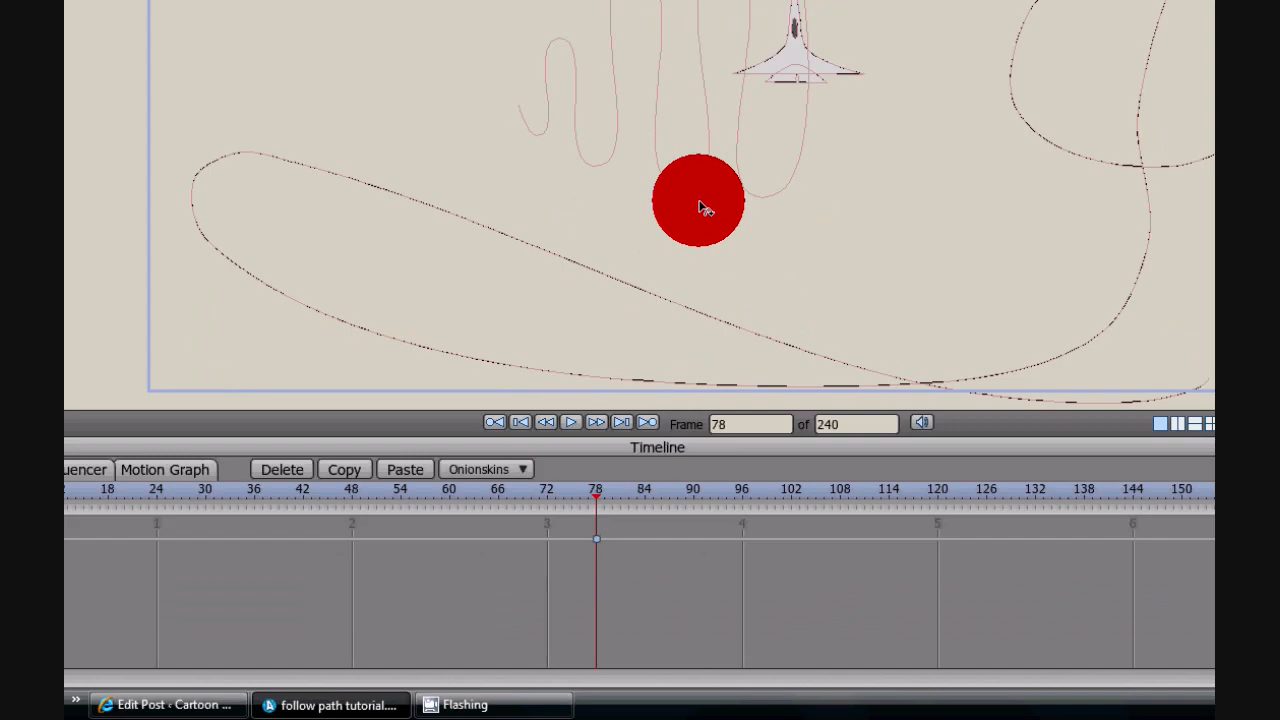 Frame 78 of 240
Timeline
uencer Motion Graph Delete Copy Paste Onionskins
18 24 30 36 42 48 54 60 66 72 78 84 90 96 102 108 114 120 126 132 138 144 150
1 2 3 4 5 6
» Edit Post ‹ Cartoon ... follow path tutorial.... Flashing